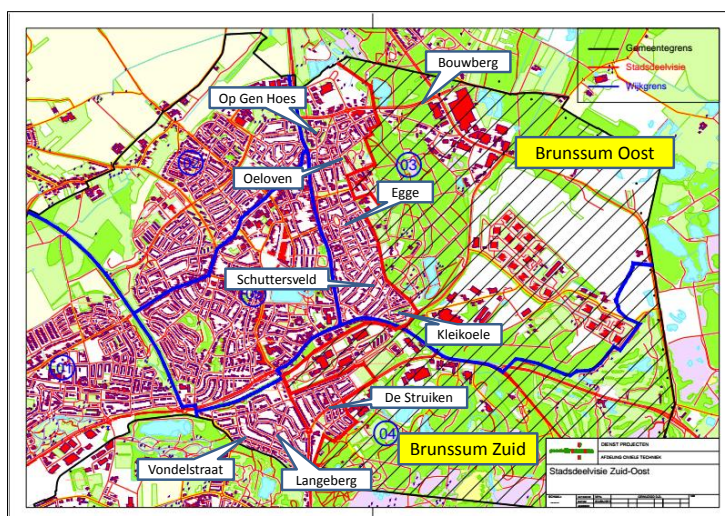 Gemeentegrens
Stadsdeelvisie
Wijkgrens
Bouwberg
Op Gen Hoes
03
Brunssum Oost
Oeloven
Egge
Schuttersveld
Kleikoele
01
De Struiken
04
Brunssum Zuid
Vondelstraat
Langeberg
DIENST PROJECTEN
AFDELING CIVIELE TECHNIEK
Stadsdeelvisie Zuid-Oost